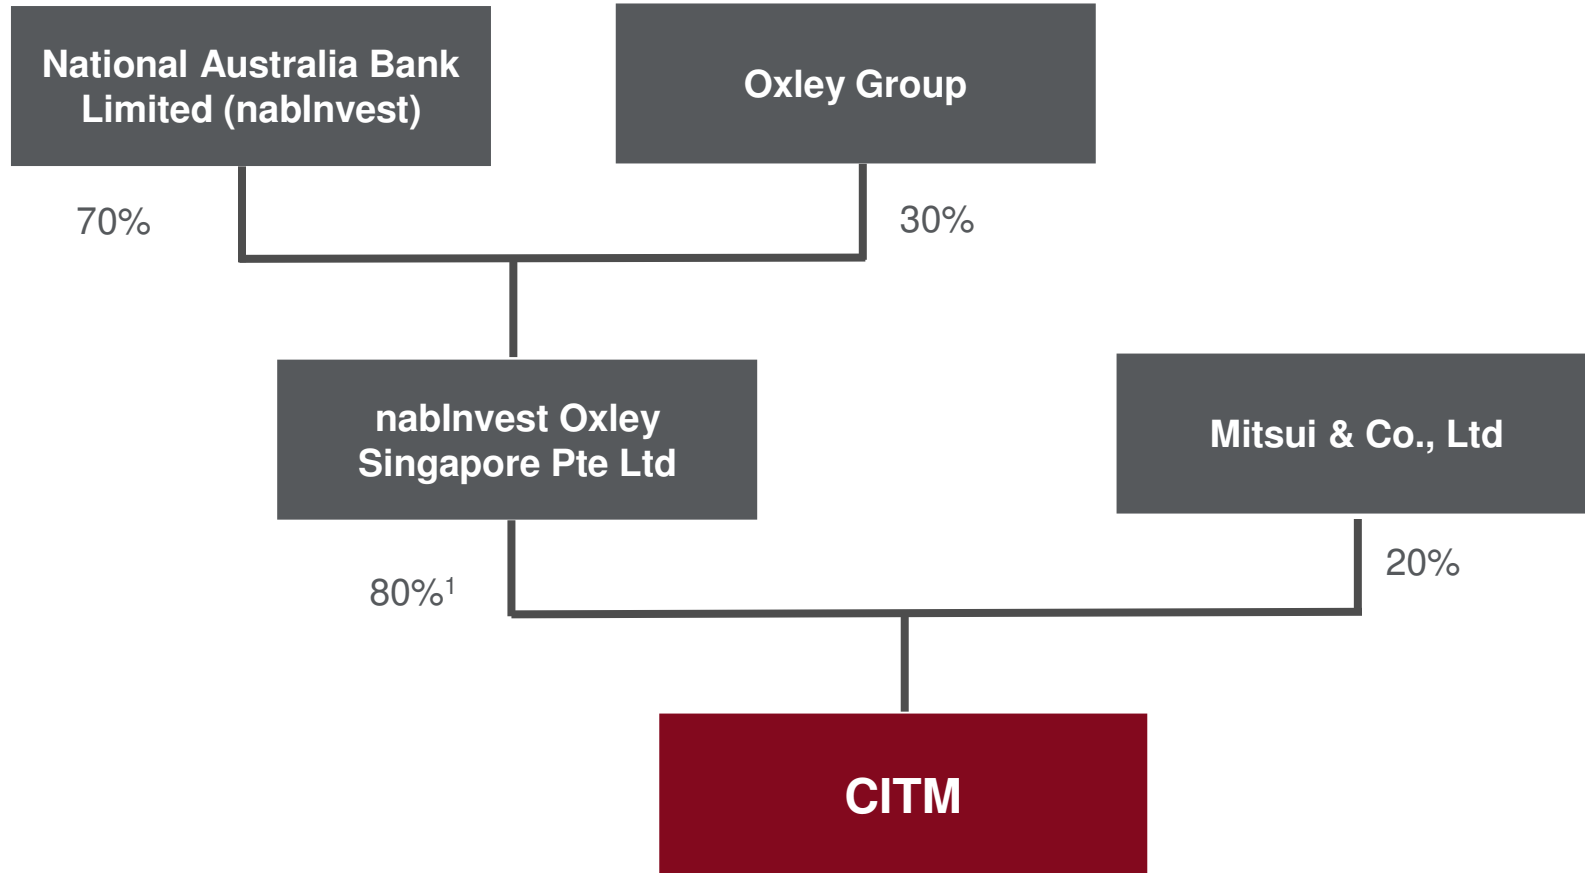 National Australia Bank
Limited (nabInvest)
Oxley Group
70%
30%
nabInvest Oxley
Singapore Pte Ltd
Mitsui & Co., Ltd
80%¹
20%
CITM